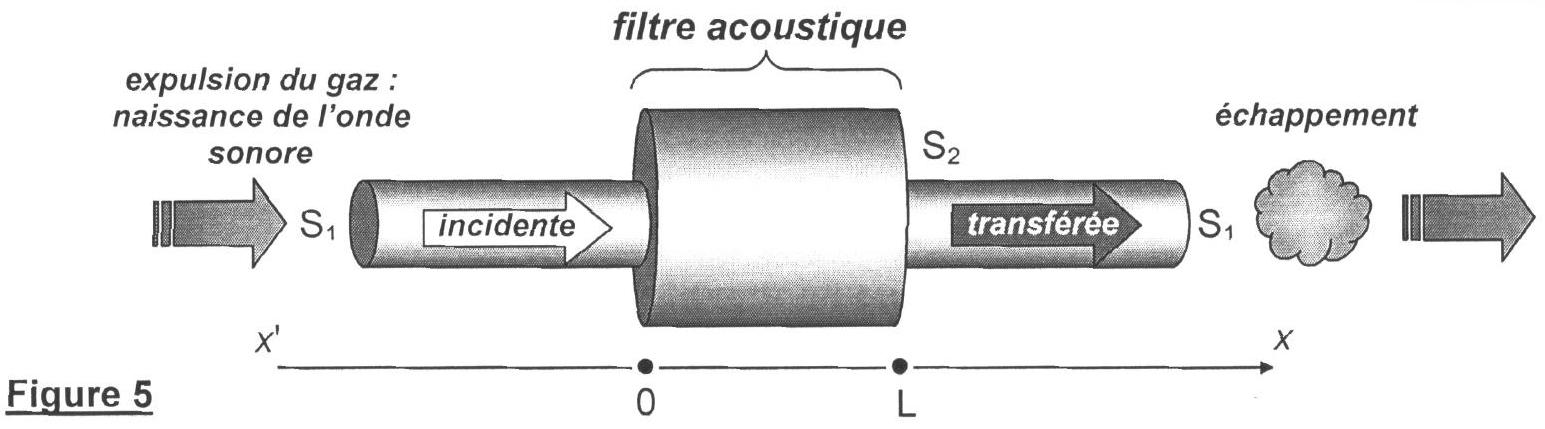 filtre acoustique
expulsion du gaz :
naissance de l'onde
sonore
échappement
S₂
S₁
incidente
transférée
S₁
x'
x
0
L
Figure 5